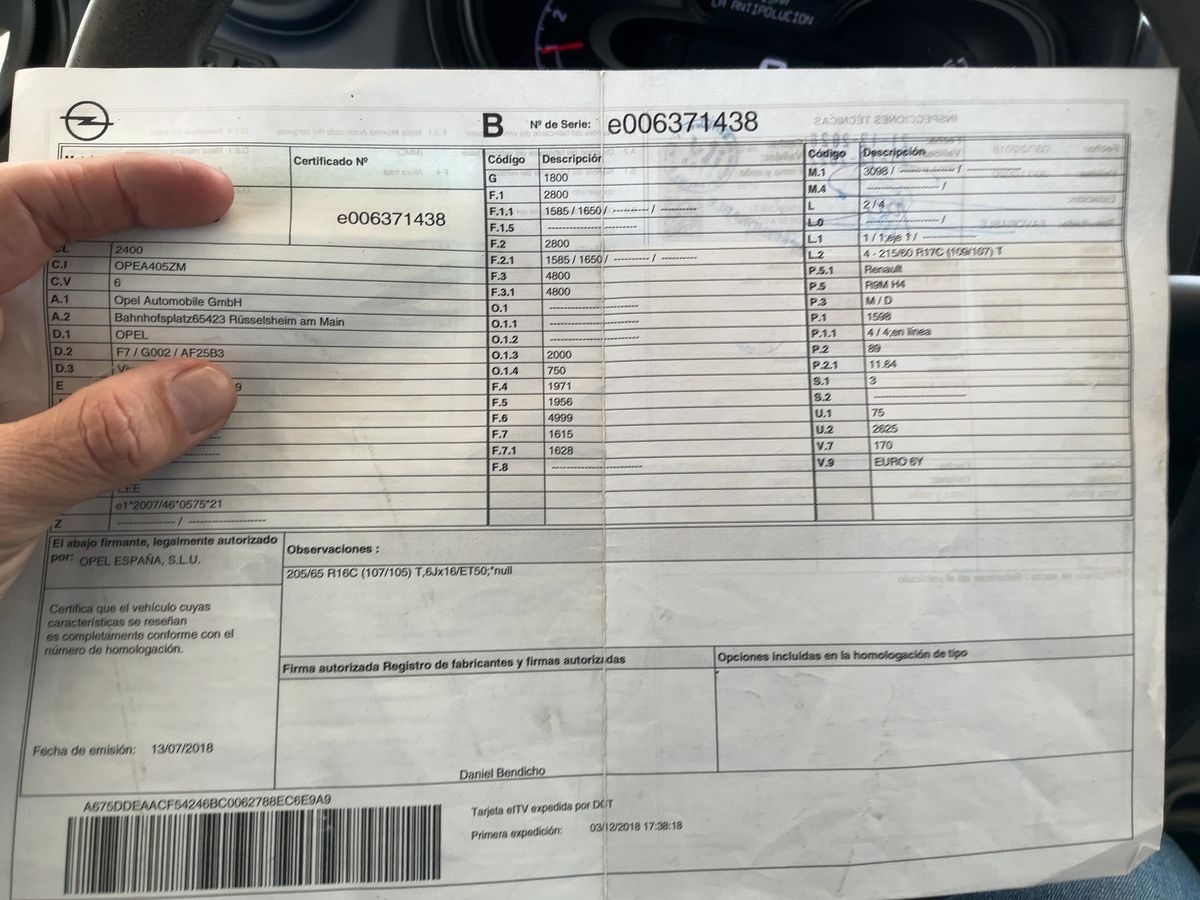 LA ANTIPOLUCION
B Nº de Serie: e006371438
INSPECCIONES TÉCNICAS
Certificado Nº
e006371438
CL 2400
C.I OPEA405ZM
C.V 6
A.1 Opel Automobile GmbH
A.2 Bahnhofsplatz65423 Rüsselsheim am Main
D.1 OPEL
D.2 F7 / G002 / AF25B3
D.3
E 9
EEE
e1*2007/46*0575*21
Z ---------------- / ----------------------
Código Descripción
G 1800
F.1 2800
F.1.1 1585 / 1650 / ---------- / ----------
F.1.5 ------------------------
F.2 2800
F.2.1 1585 / 1650 / ---------- / ----------
F.3 4800
F.3.1 4800
O.1 ------------------------
O.1.1 ------------------------
O.1.2 ------------------------
O.1.3 2000
O.1.4 750
F.4 1971
F.5 1956
F.6 4999
F.7 1615
F.7.1 1628
F.8 ------------------------
Código Descripción
M.1 3098 / --------------- / ---------------
M.4 --------------------- /
L 2 / 4
L.0 --------------------- /
L.1 1 / 1;eje 1 / ---------------
L.2 4 - 215/60 R17C (109/107) T
P.5.1 Renault
P.5 R9M H4
P.3 M / D
P.1 1598
P.1.1 4 / 4;en línea
P.2 89
P.2.1 11.64
S.1 3
S.2 ------------------------
U.1 75
U.2 2625
V.7 170
V.9 EURO 6Y
El abajo firmante, legalmente autorizado
por: OPEL ESPAÑA, S.L.U.
Certifica que el vehículo cuyas
características se reseñan
es completamente conforme con el
número de homologación.
Fecha de emisión: 13/07/2018
Observaciones :
205/65 R16C (107/105) T,6Jx16/ET50;*null
Firma autorizada Registro de fabricantes y firmas autorizadas
Daniel Bendicho
Opciones incluidas en la homologación de tipo
A675DDEAACF54246BC0062788EC6E9A9
Tarjeta eITV expedida por DGT
Primera expedición: 03/12/2018 17:38:18